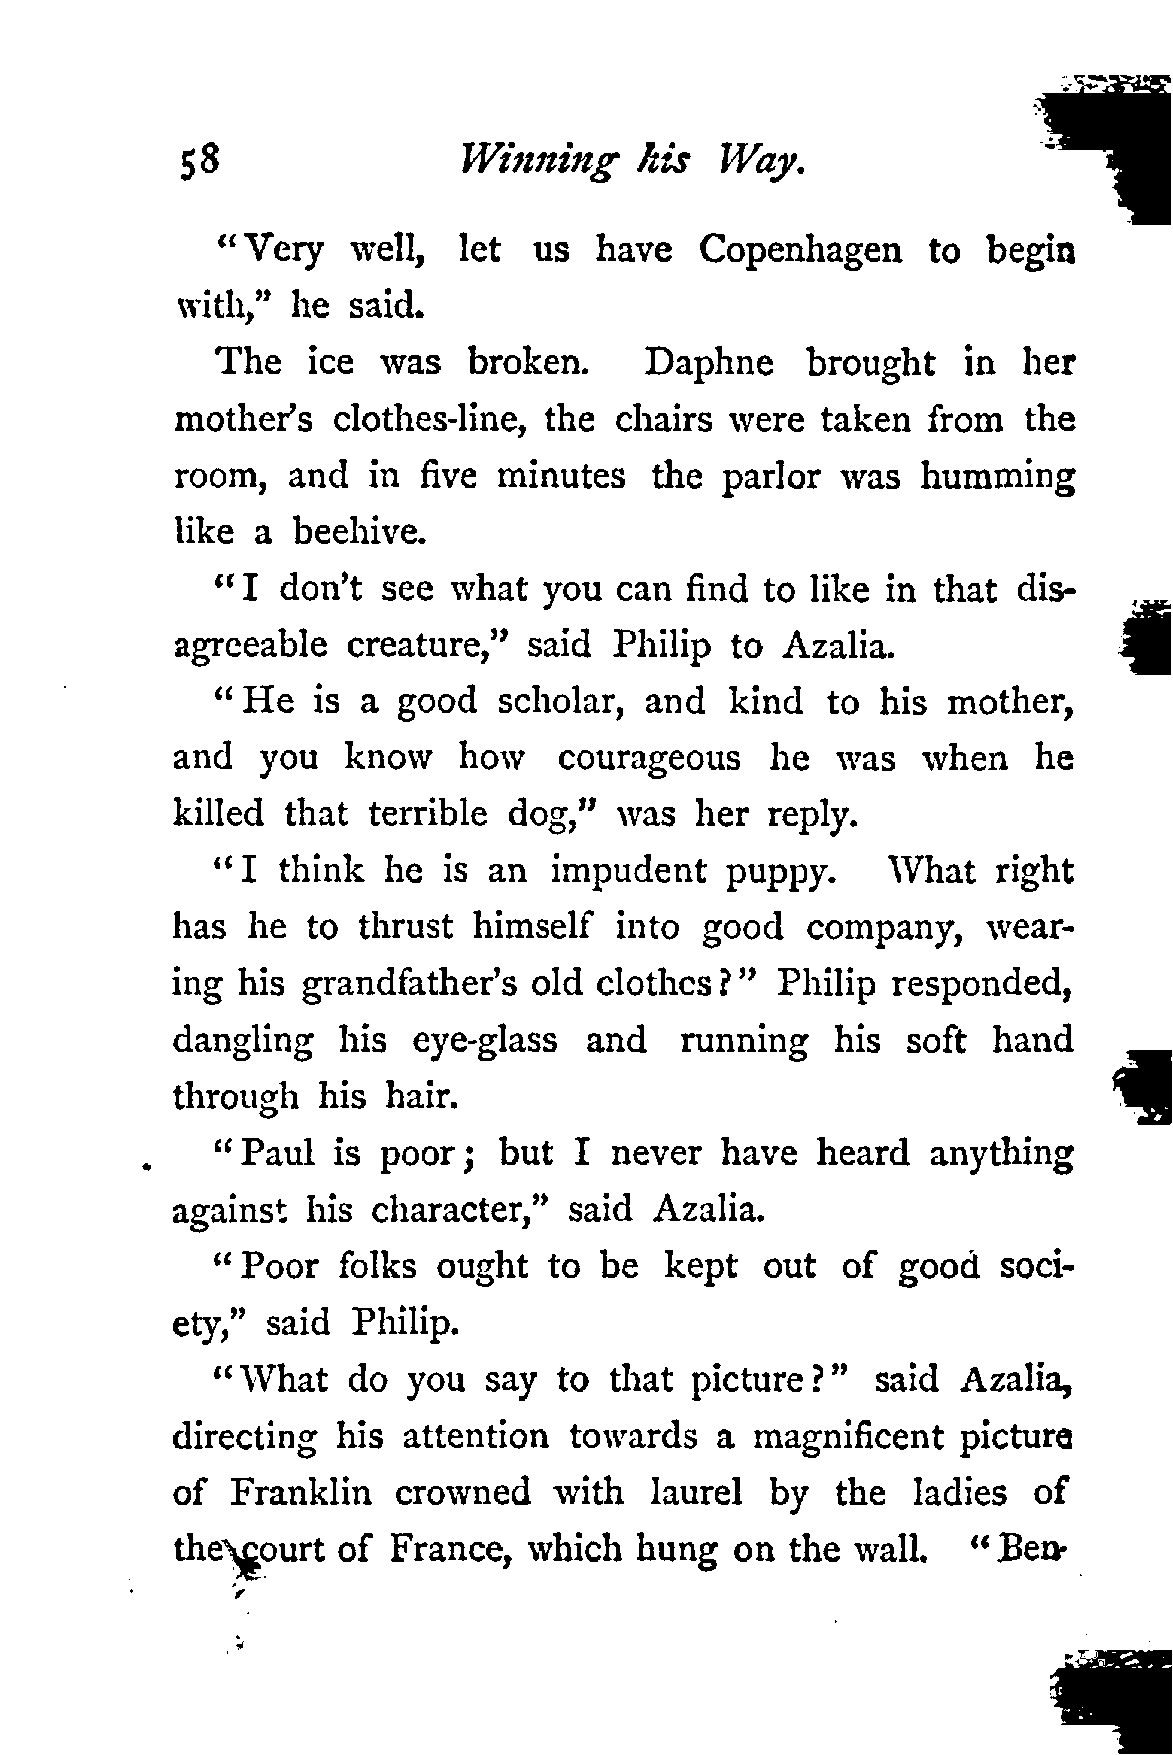 58 Winning his Way.
"Very well, let us have Copenhagen to begin
with," he said.
The ice was broken. Daphne brought in her
mother's clothes-line, the chairs were taken from the
room, and in five minutes the parlor was humming
like a beehive.
"I don't see what you can find to like in that dis-
agreeable creature," said Philip to Azalia.
"He is a good scholar, and kind to his mother,
and you know how courageous he was when he
killed that terrible dog," was her reply.
"I think he is an impudent puppy. What right
has he to thrust himself into good company, wear-
ing his grandfather's old clothes?" Philip responded,
dangling his eye-glass and running his soft hand
through his hair.
"Paul is poor; but I never have heard anything
against his character," said Azalia.
"Poor folks ought to be kept out of good soci-
ety," said Philip.
"What do you say to that picture?" said Azalia,
directing his attention towards a magnificent picture
of Franklin crowned with laurel by the ladies of
the court of France, which hung on the wall. "Ben-